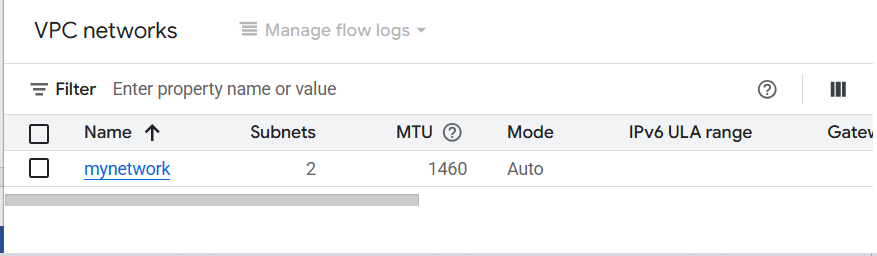 VPC networks Manage flow logs
Filter Enter property name or value
Name Subnets MTU Mode IPv6 ULA range Gatew
mynetwork 2 1460 Auto